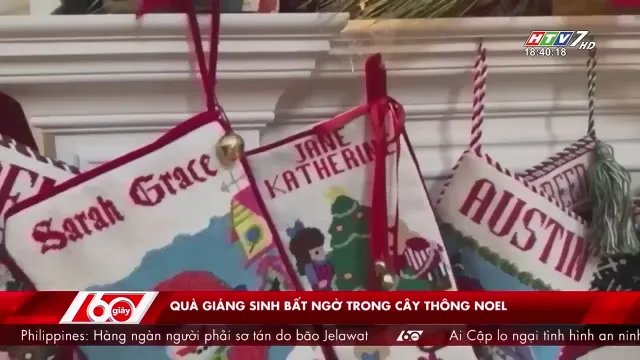 HTV7 HD
18:40:18
Sarah Grace
JANE
KATHERINE
AUSTIN
60 giây
QUÀ GIÁNG SINH BẤT NGỜ TRONG CÂY THÔNG NOEL
Philippines: Hàng ngàn người phải sơ tán do bão Jelawat 60 Ai Cập lo ngại tình hình an ninh